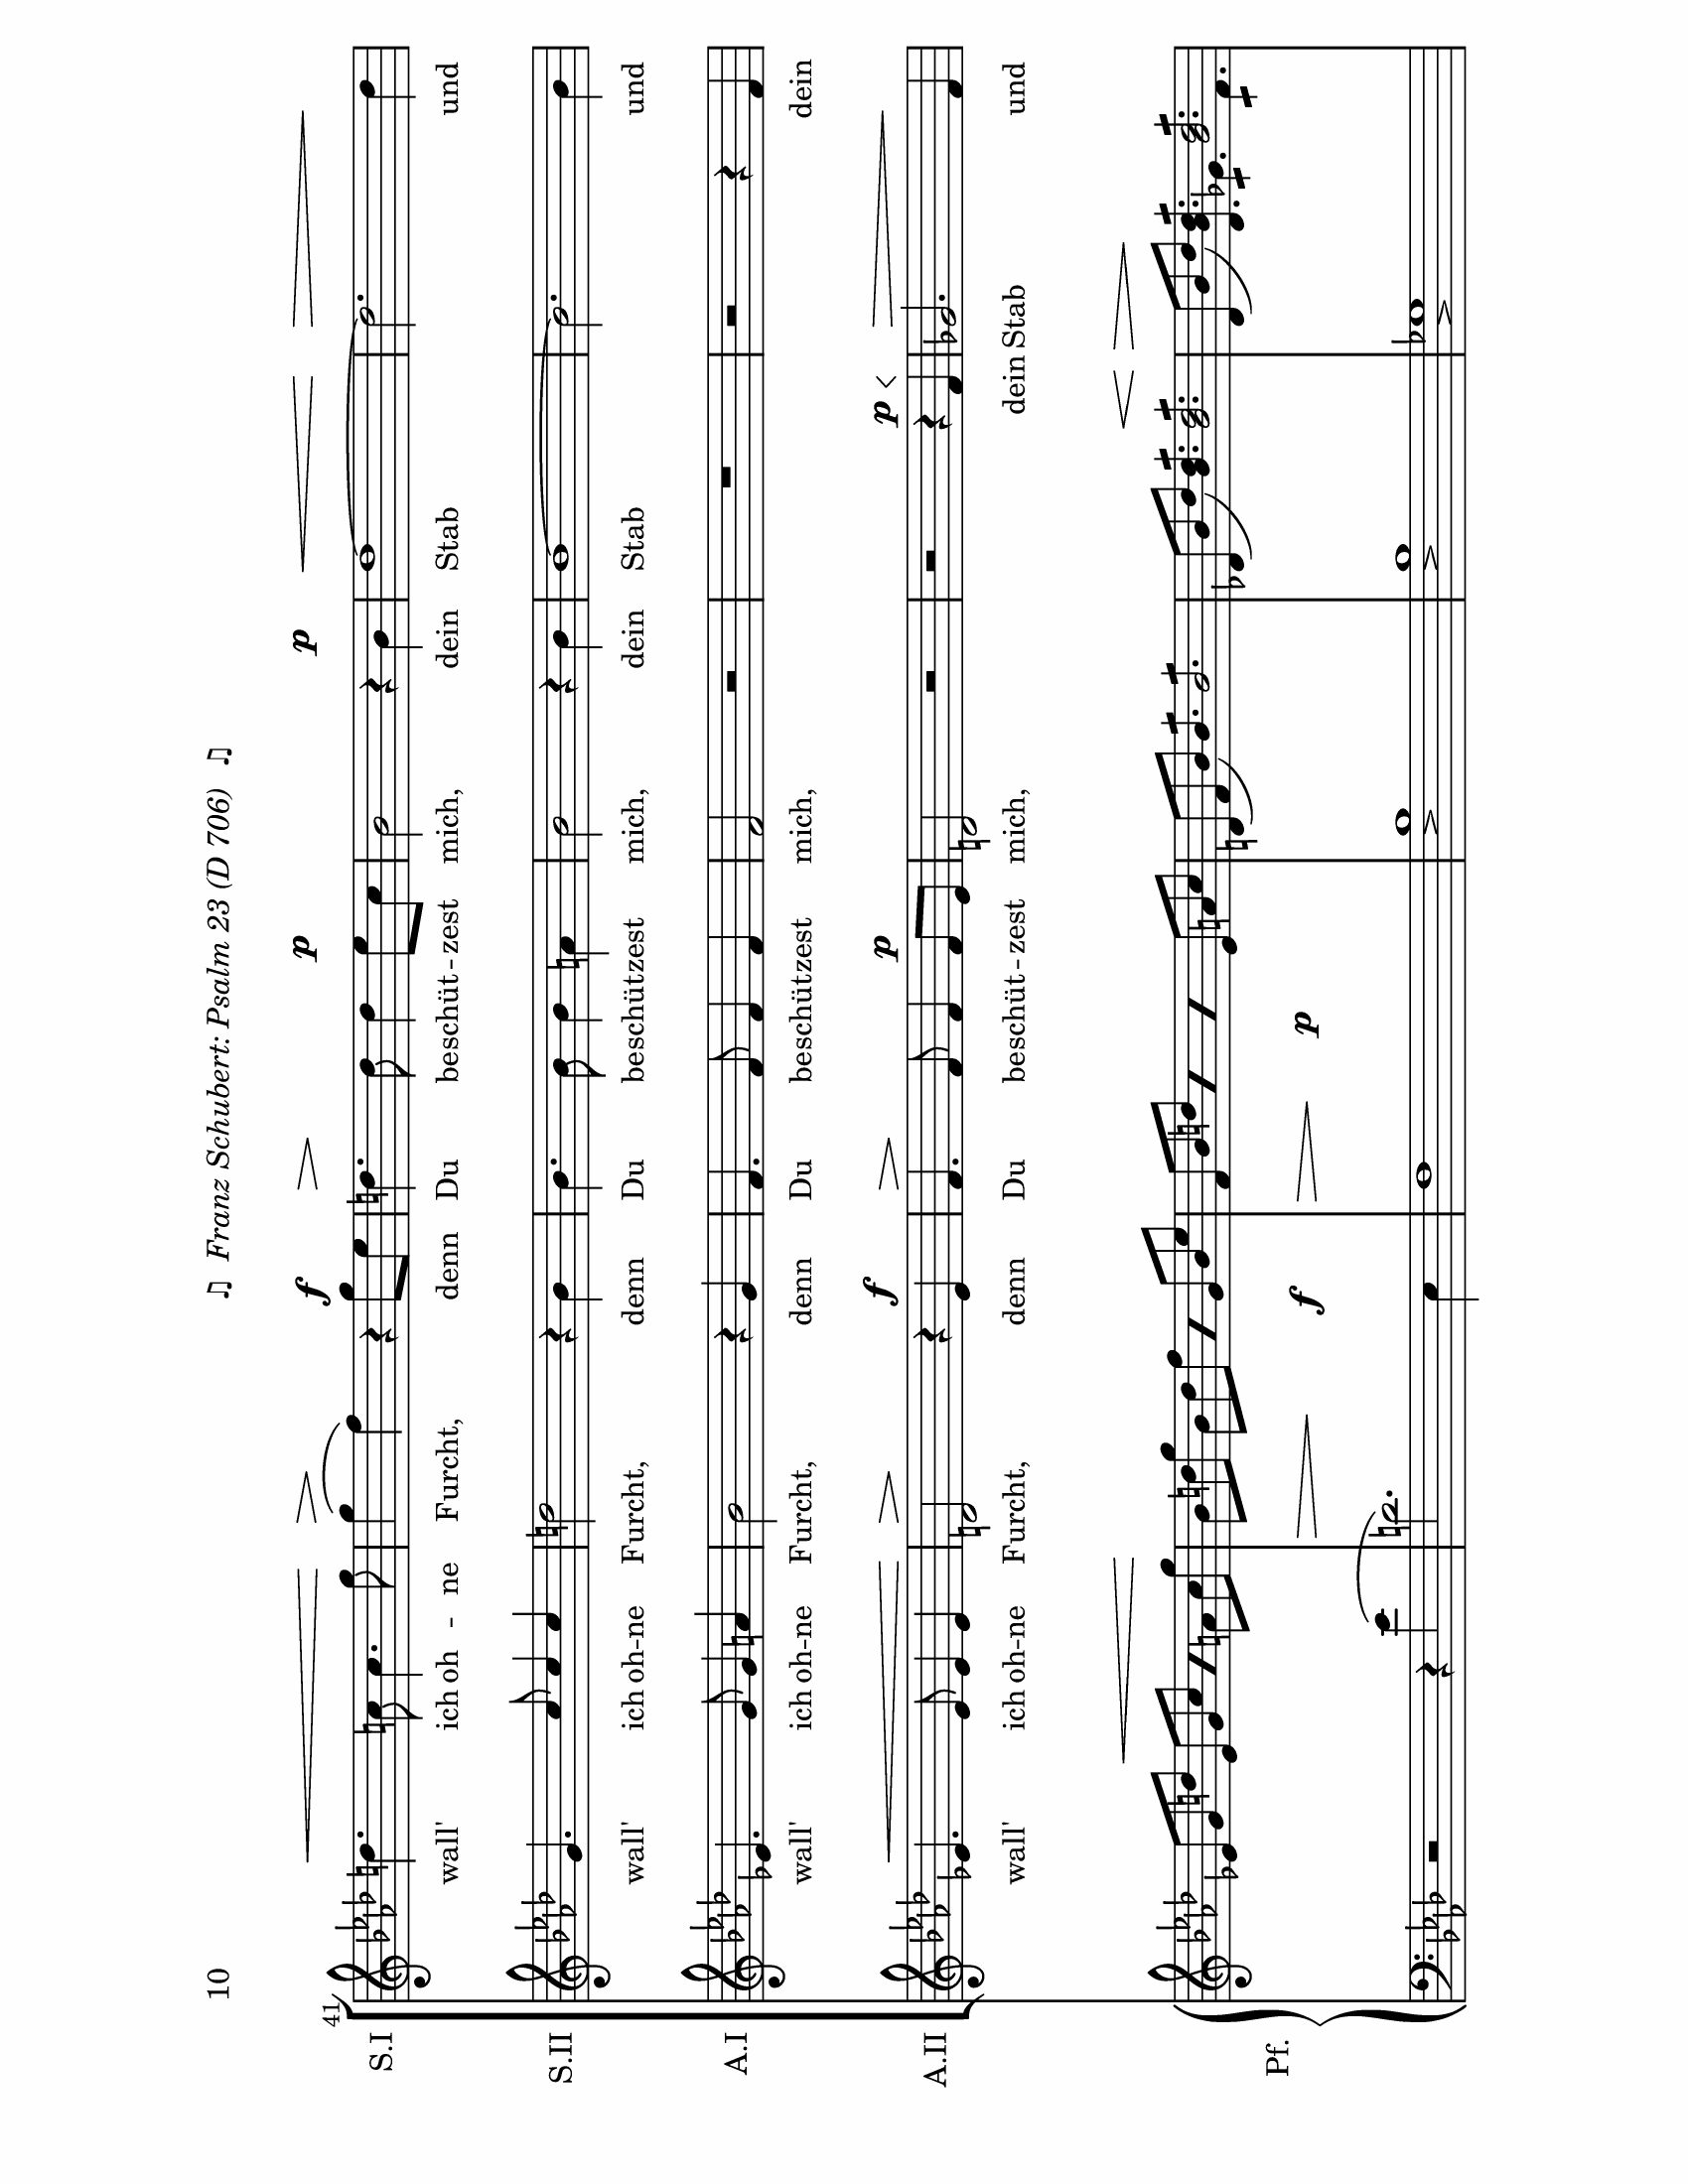 10
♫ Franz Schubert: Psalm 23 (D 706) ♫
41
p
f
p
p
S.I
wall' ich oh - ne Furcht, denn Du beschüt - zest mich, dein Stab und
S.II
wall' ich oh-ne Furcht, denn Du beschützest mich, dein Stab und
A.I
wall' ich oh-ne Furcht, denn Du beschützest mich, dein
f p p
A.II
wall' ich oh-ne Furcht, denn Du beschüt - zest mich, dein Stab und
Pf.
f p